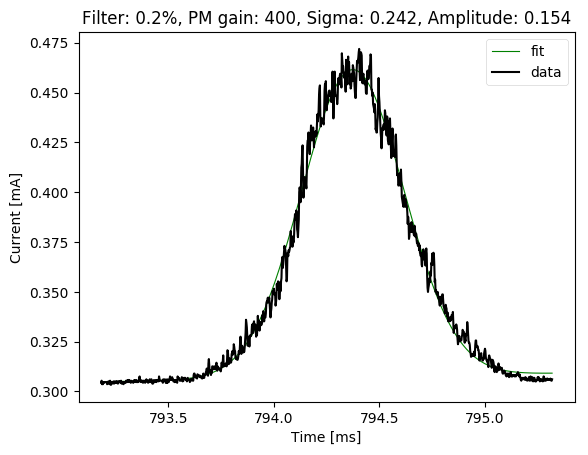 Filter: 0.2%, PM gain: 400, Sigma: 0.242, Amplitude: 0.154
fit
data
0.475
0.450
0.425
0.400
0.375
0.350
0.325
0.300
Current [mA]
793.5 794.0 794.5 795.0
Time [ms]